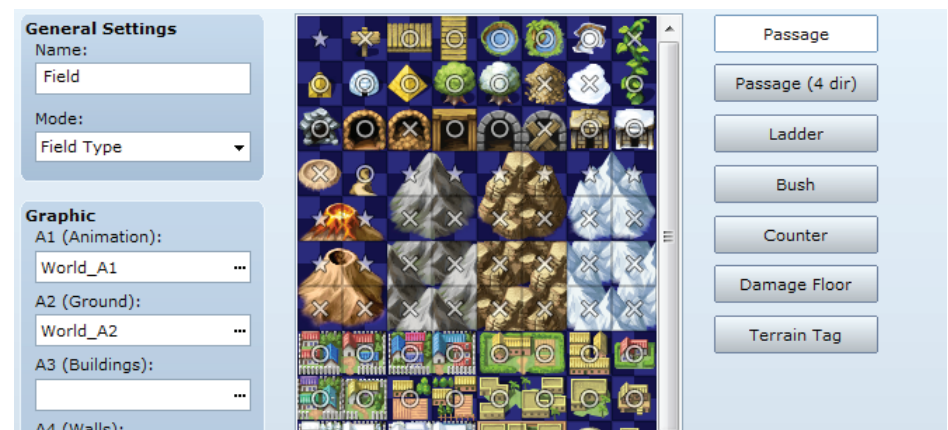 General Settings
Name:
Field
Mode:
Field Type
Graphic
A1 (Animation):
World_A1
...
A2 (Ground):
World_A2
...
A3 (Buildings):
...
A4 (Walls):
Passage
Passage (4 dir)
Ladder
Bush
Counter
Damage Floor
Terrain Tag